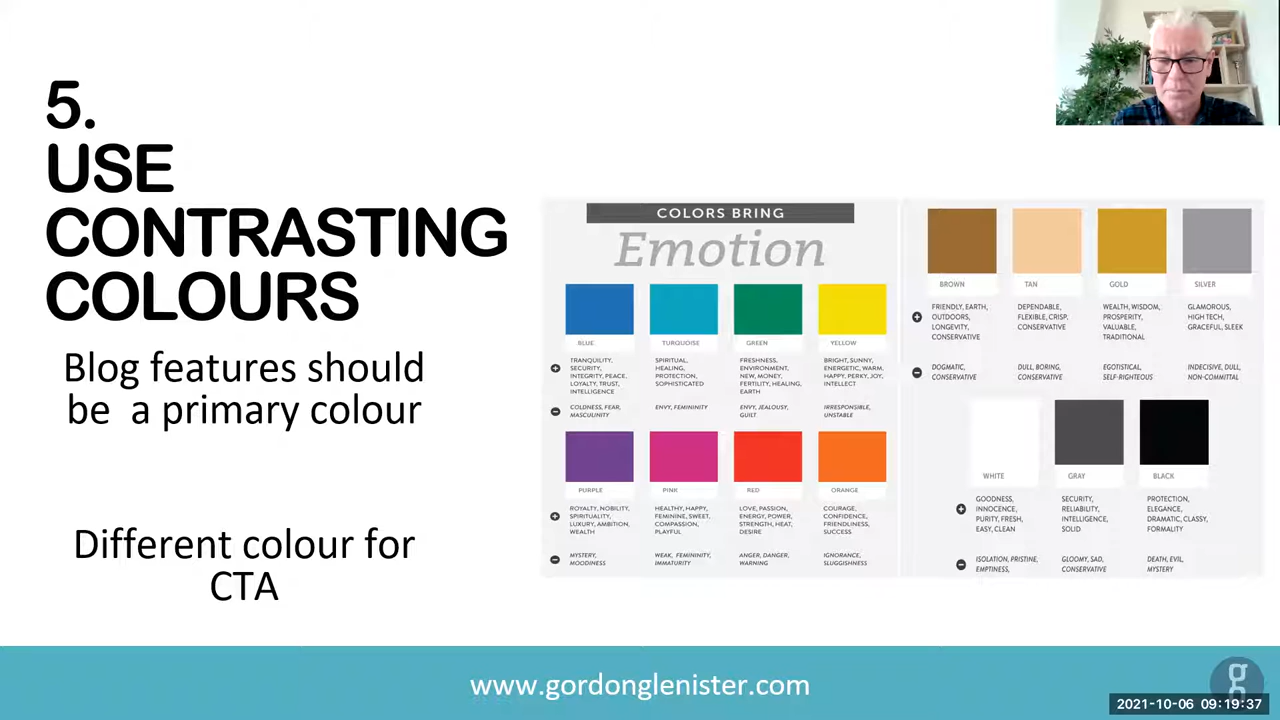 5.
USE
CONTRASTING
COLOURS
Blog features should
be a primary colour
Different colour for
CTA
COLORS BRING
Emotion
BLUE
TRANQUILITY,
SECURITY,
INTEGRITY, PEACE,
LOYALTY, TRUST,
INTELLIGENCE
COLDNESS, FEAR,
MASCULINITY
TURQUOISE
SPIRITUAL,
HEALING,
PROTECTION,
SOPHISTICATED
ENVY, FEMININITY
GREEN
FRESHNESS,
ENVIRONMENT,
NEW, MONEY,
FERTILITY, HEALING,
EARTH
ENVY, JEALOUSY,
GUILT
YELLOW
BRIGHT, SUNNY,
ENERGETIC, WARM,
HAPPY, PERKY, JOY,
INTELLECT
IRRESPONSIBLE,
UNSTABLE
PURPLE
ROYALTY, NOBILITY,
SPIRITUALITY,
LUXURY, AMBITION,
WEALTH
MYSTERY,
MOODINESS
PINK
HEALTHY, HAPPY,
FEMININE, SWEET,
COMPASSION,
PLAYFUL
WEAK, FEMININITY,
IMMATURITY
RED
LOVE, PASSION,
ENERGY, POWER,
STRENGTH, HEAT,
DESIRE
ANGER, DANGER,
WARNING
ORANGE
COURAGE,
CONFIDENCE,
FRIENDLINESS,
SUCCESS
IGNORANCE,
SLUGGISHNESS
BROWN
FRIENDLY, EARTH,
OUTDOORS,
LONGEVITY,
CONSERVATIVE
DOGMATIC,
CONSERVATIVE
TAN
DEPENDABLE,
FLEXIBLE, CRISP,
CONSERVATIVE
DULL, BORING,
CONSERVATIVE
GOLD
WEALTH, WISDOM,
PROSPERITY,
VALUABLE,
TRADITIONAL
EGOTISTICAL,
SELF-RIGHTEOUS
SILVER
GLAMOROUS,
HIGH TECH,
GRACEFUL, SLEEK
INDECISIVE, DULL,
NON-COMMITTAL
WHITE
GOODNESS,
INNOCENCE,
PURITY, FRESH,
EASY, CLEAN
ISOLATION, PRISTINE,
EMPTINESS,
GRAY
SECURITY,
RELIABILITY,
INTELLIGENCE,
SOLID
GLOOMY, SAD,
CONSERVATIVE
BLACK
PROTECTION,
ELEGANCE,
DRAMATIC, CLASSY,
FORMALITY
DEATH, EVIL,
MYSTERY
www.gordonglenister.com
2021-10-06 09:19:37